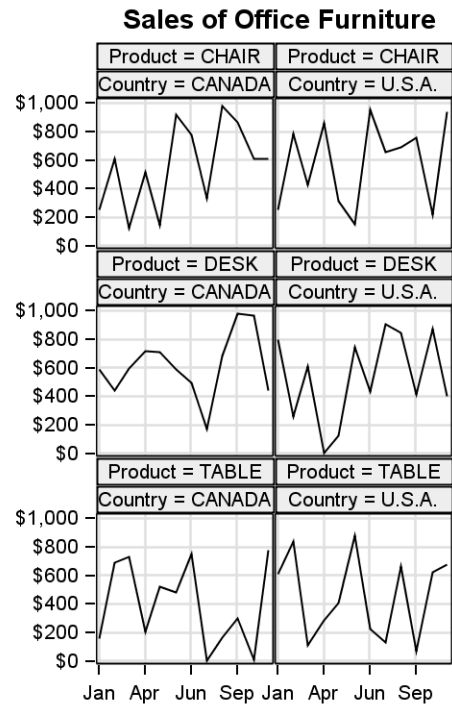 Sales of Office Furniture
Product = CHAIR Product = CHAIR
Country = CANADA Country = U.S.A.
$1,000
$800
$600
$400
$200
$0
Product = DESK Product = DESK
Country = CANADA Country = U.S.A.
$1,000
$800
$600
$400
$200
$0
Product = TABLE Product = TABLE
Country = CANADA Country = U.S.A.
$1,000
$800
$600
$400
$200
$0
Jan Apr Jun Sep Jan Apr Jun Sep